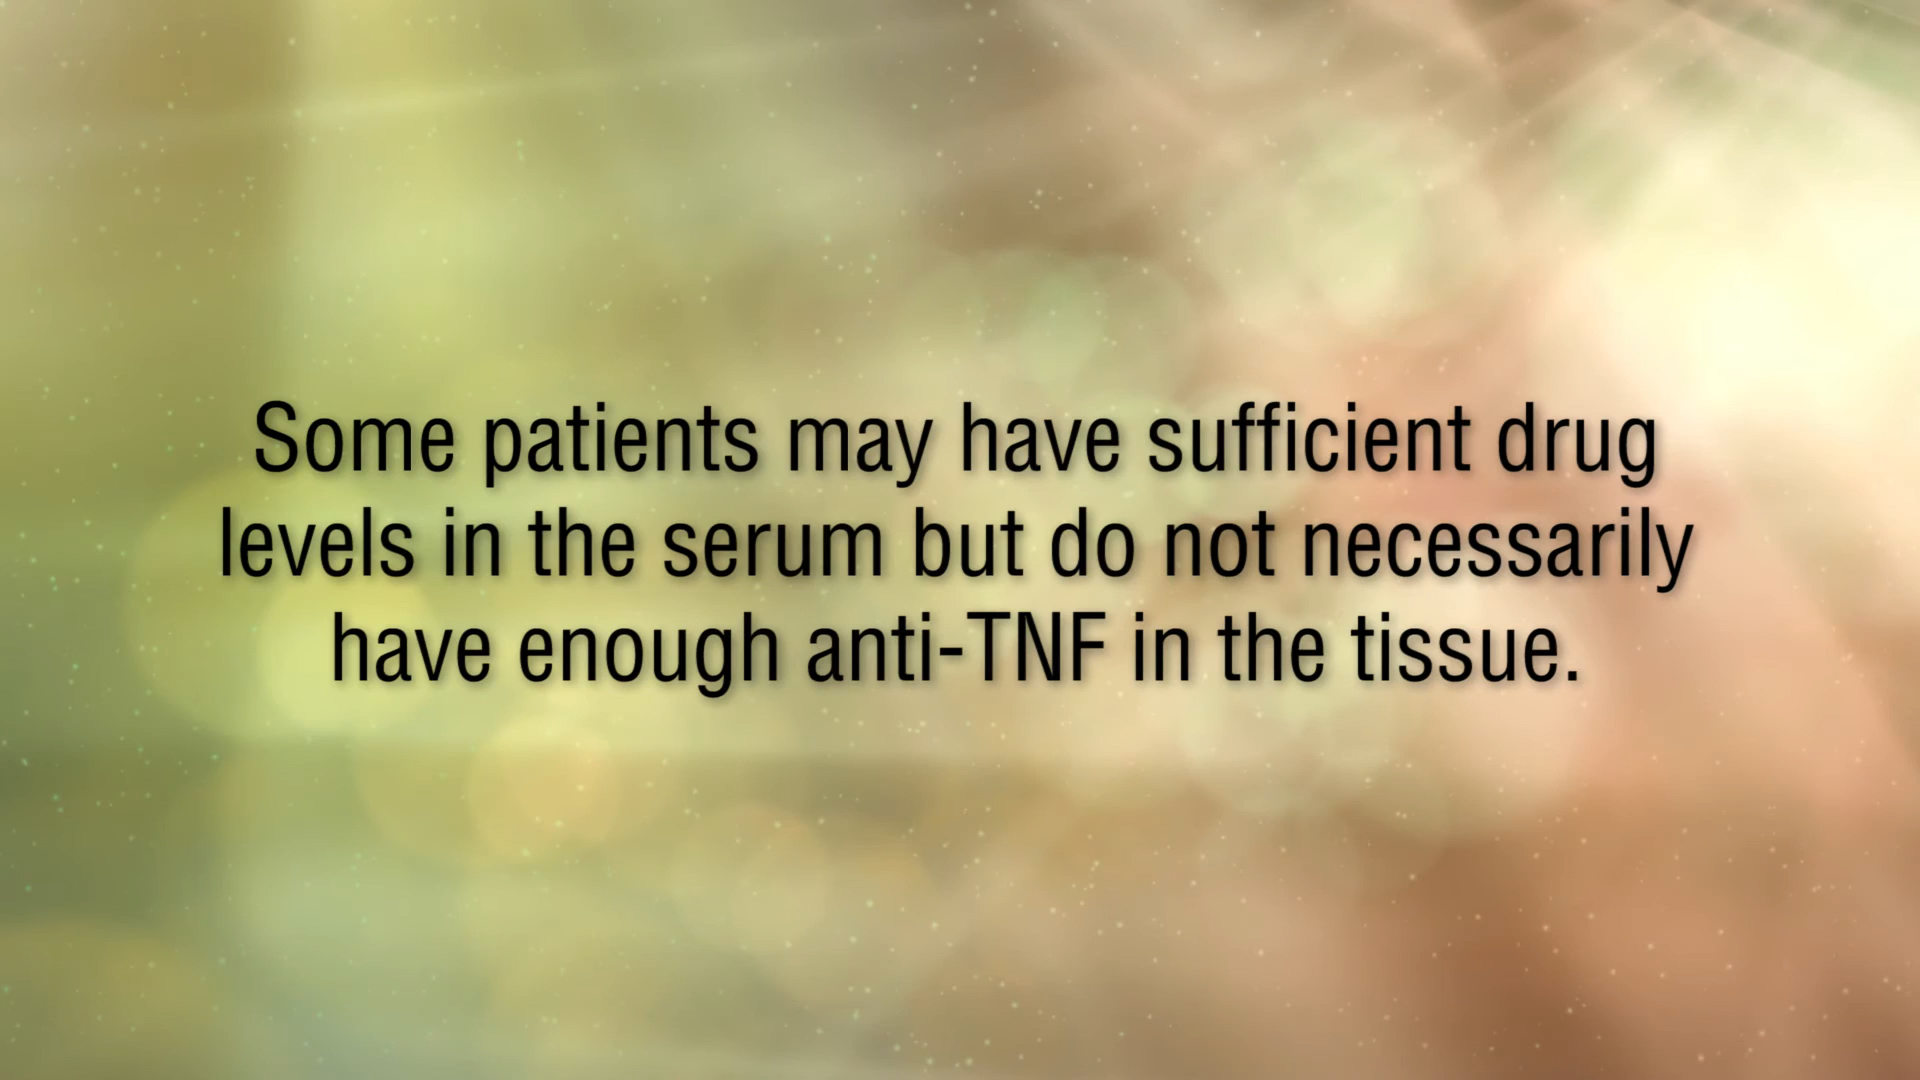 Some patients may have sufficient drug
levels in the serum but do not necessarily
have enough anti-TNF in the tissue.